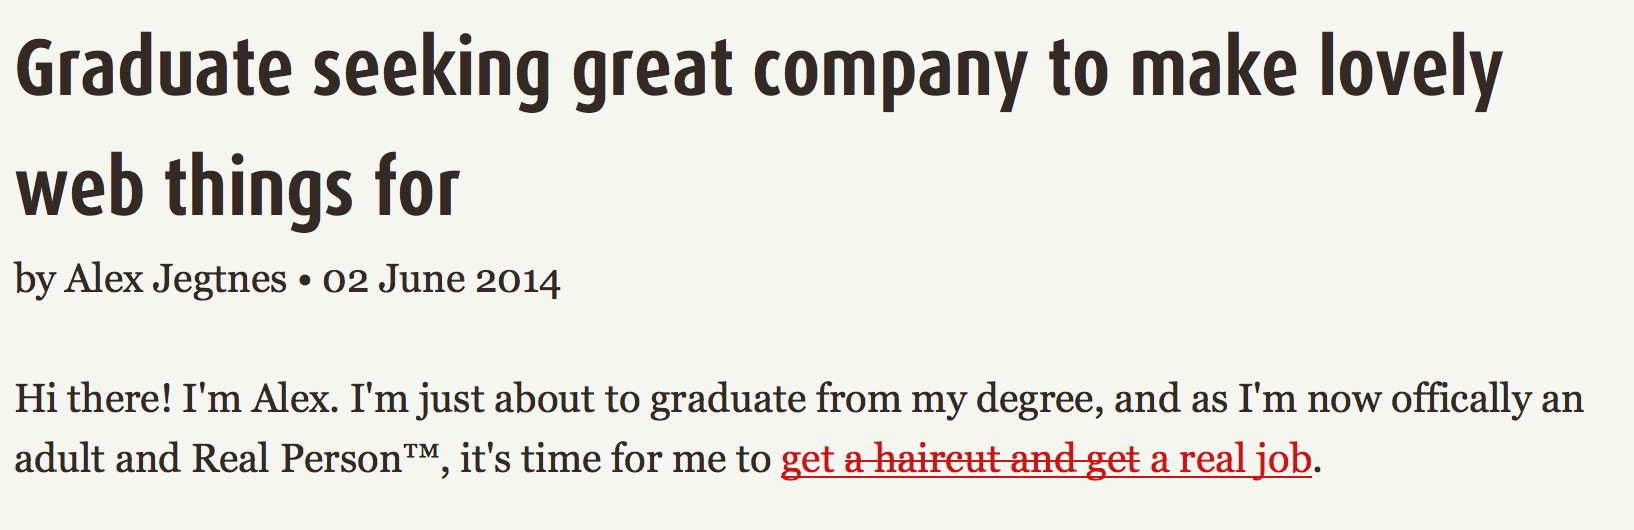 Graduate seeking great company to make lovely
web things for
by Alex Jegtnes • 02 June 2014
Hi there! I'm Alex. I'm just about to graduate from my degree, and as I'm now offically an
adult and Real Person™, it's time for me to get a haircut and get a real job.